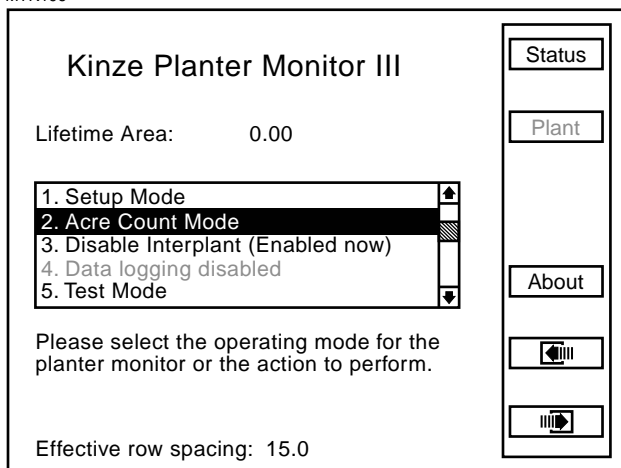 Kinze Planter Monitor III
Lifetime Area: 0.00
1. Setup Mode
2. Acre Count Mode
3. Disable Interplant (Enabled now)
4. Data logging disabled
5. Test Mode
Please select the operating mode for the
planter monitor or the action to perform.
Effective row spacing: 15.0
Status
Plant
About